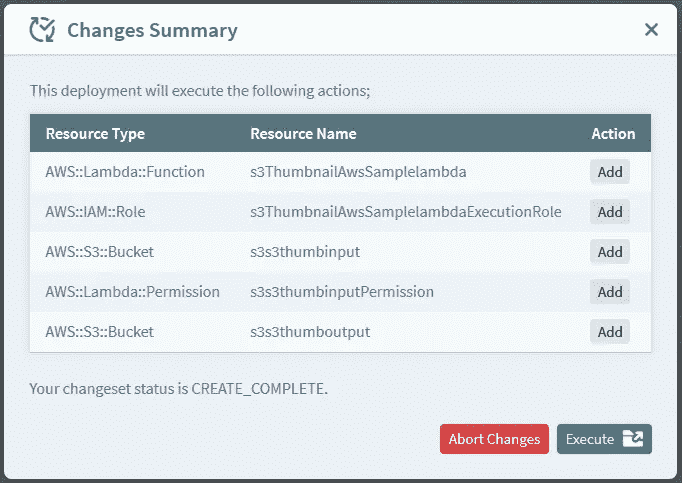 Changes Summary
This deployment will execute the following actions;
Resource Type Resource Name Action
AWS::Lambda::Function s3ThumbnailAwsSamplelambda Add
AWS::IAM::Role s3ThumbnailAwsSamplelambdaExecutionRole Add
AWS::S3::Bucket s3s3thumbinput Add
AWS::Lambda::Permission s3s3thumbinputPermission Add
AWS::S3::Bucket s3s3thumboutput Add
Your changeset status is CREATE_COMPLETE.
Abort Changes Execute